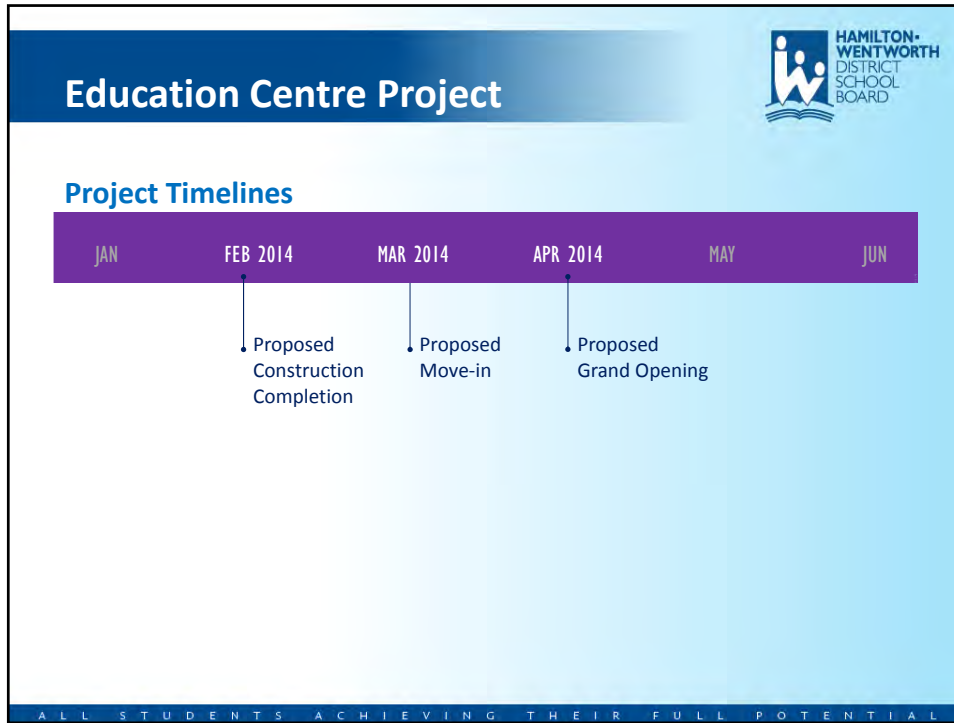 Education Centre Project
HAMILTON-
WENTWORTH
DISTRICT
SCHOOL
BOARD
Project Timelines
JAN FEB 2014 MAR 2014 APR 2014 MAY JUN
Proposed
Construction
Completion
Proposed
Move-in
Proposed
Grand Opening
ALL STUDENTS ACHIEVING THEIR FULL POTENTIAL